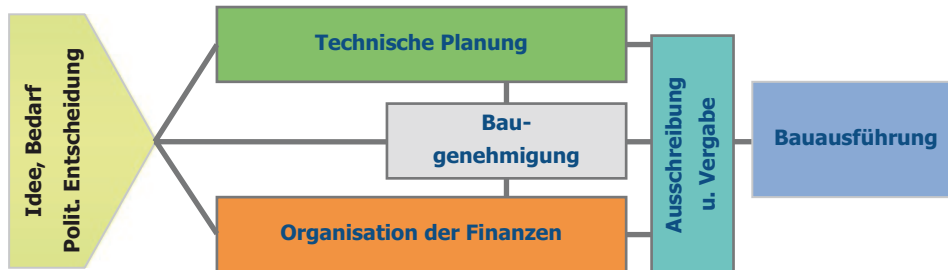 Idee, Bedarf
Polit. Entscheidung
Technische Planung
Bau-
genehmigung
Organisation der Finanzen
Ausschreibung
u. Vergabe
Bauausführung